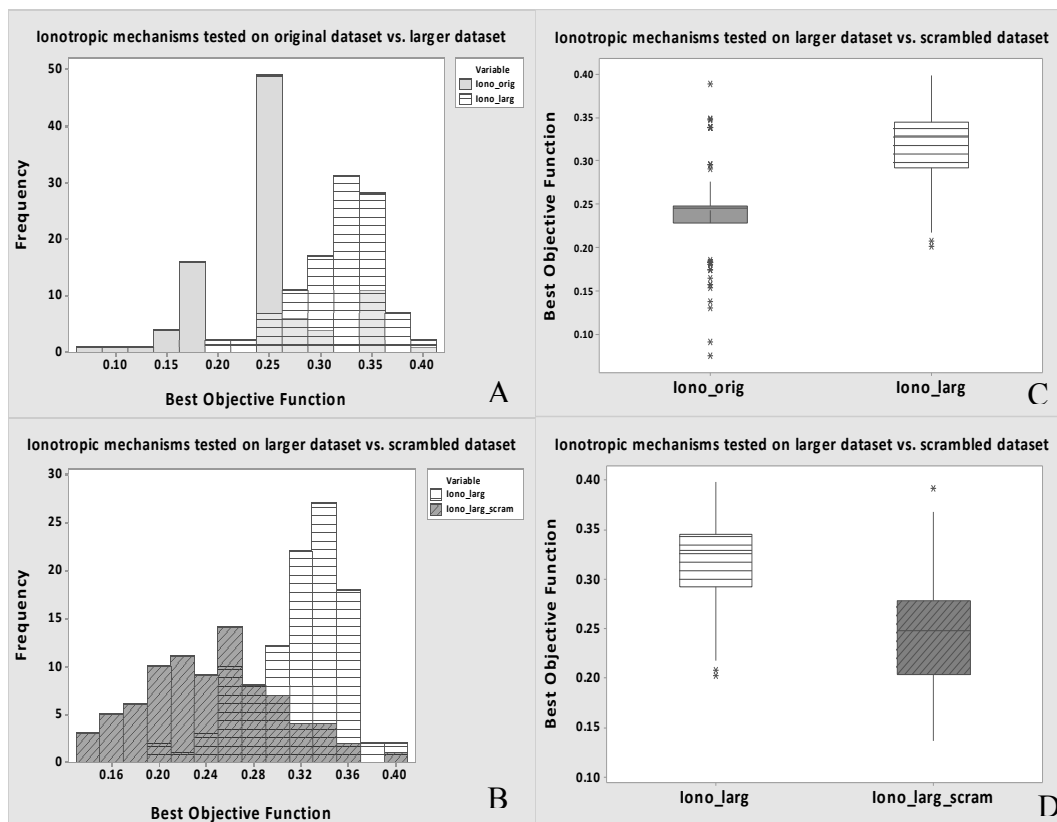 Ionotropic mechanisms tested on original dataset vs. larger dataset
Variable
Iono_orig
Iono_larg
50
40
30
20
10
0
Frequency
0.10 0.15 0.20 0.25 0.30 0.35 0.40
Best Objective Function
A
Ionotropic mechanisms tested on larger dataset vs. scrambled dataset
0.40
0.35
0.30
0.25
0.20
0.15
0.10
Best Objective Function
Iono_orig Iono_larg
C
Ionotropic mechanisms tested on larger dataset vs. scrambled dataset
Variable
Iono_larg
Iono_larg_scram
30
25
20
15
10
5
0
Frequency
0.16 0.20 0.24 0.28 0.32 0.36 0.40
Best Objective Function
B
Ionotropic mechanisms tested on larger dataset vs. scrambled dataset
0.40
0.35
0.30
0.25
0.20
0.15
0.10
Best Objective Function
Iono_larg Iono_larg_scram
D